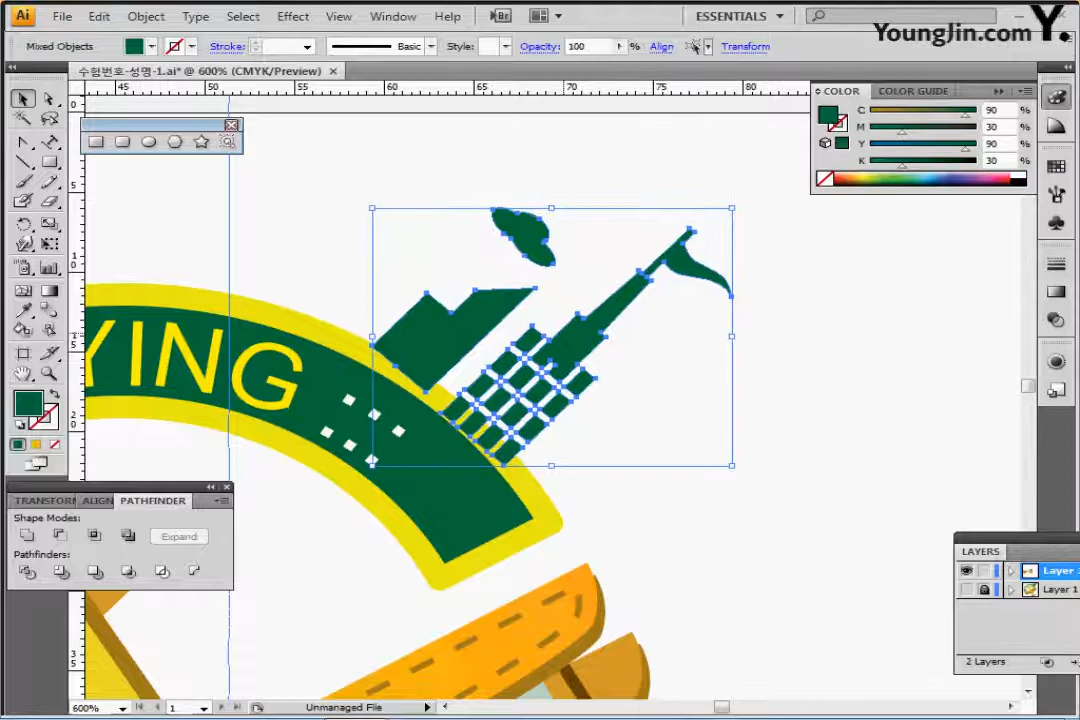 Ai File Edit Object Type Select Effect View Window Help Br ESSENTIALS
YoungJin.com Y.
Mixed Objects Stroke: Basic Style: Opacity: 100 % Align Transform
수험번호-성명-1.ai* @ 600% (CMYK/Preview)
45 50 55 60 65 70 75 80
COLOR COLOR GUIDE
C 90 %
M 30 %
Y 90 %
K 30 %
YING
TRANSFORM ALIGN PATHFINDER
Shape Modes:
Expand
Pathfinders:
LAYERS
Layer
Layer 1
2 Layers
600% 1 Unmanaged File